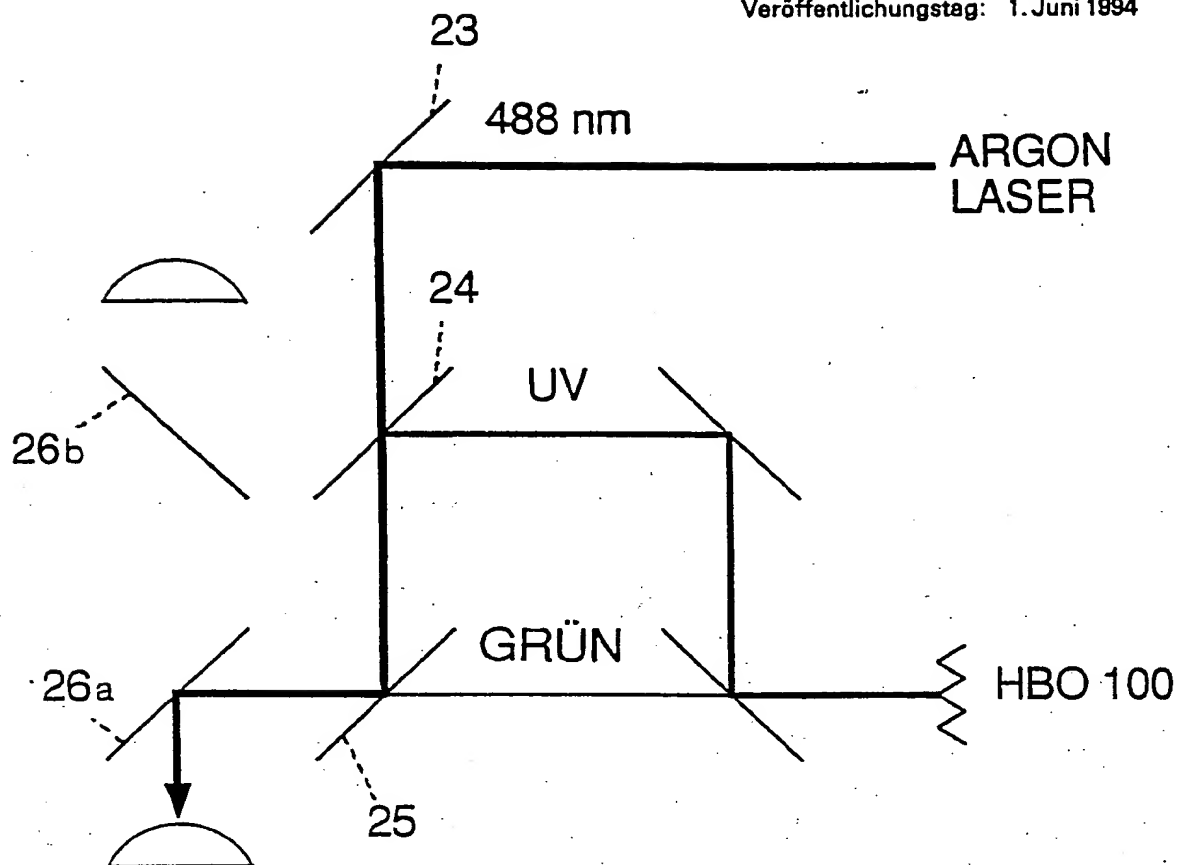 Veröffentlichungstag: 1. Juni 1994
23
488 nm
ARGON
LASER
24
UV
26b
GRÜN
26a
HBO 100
25